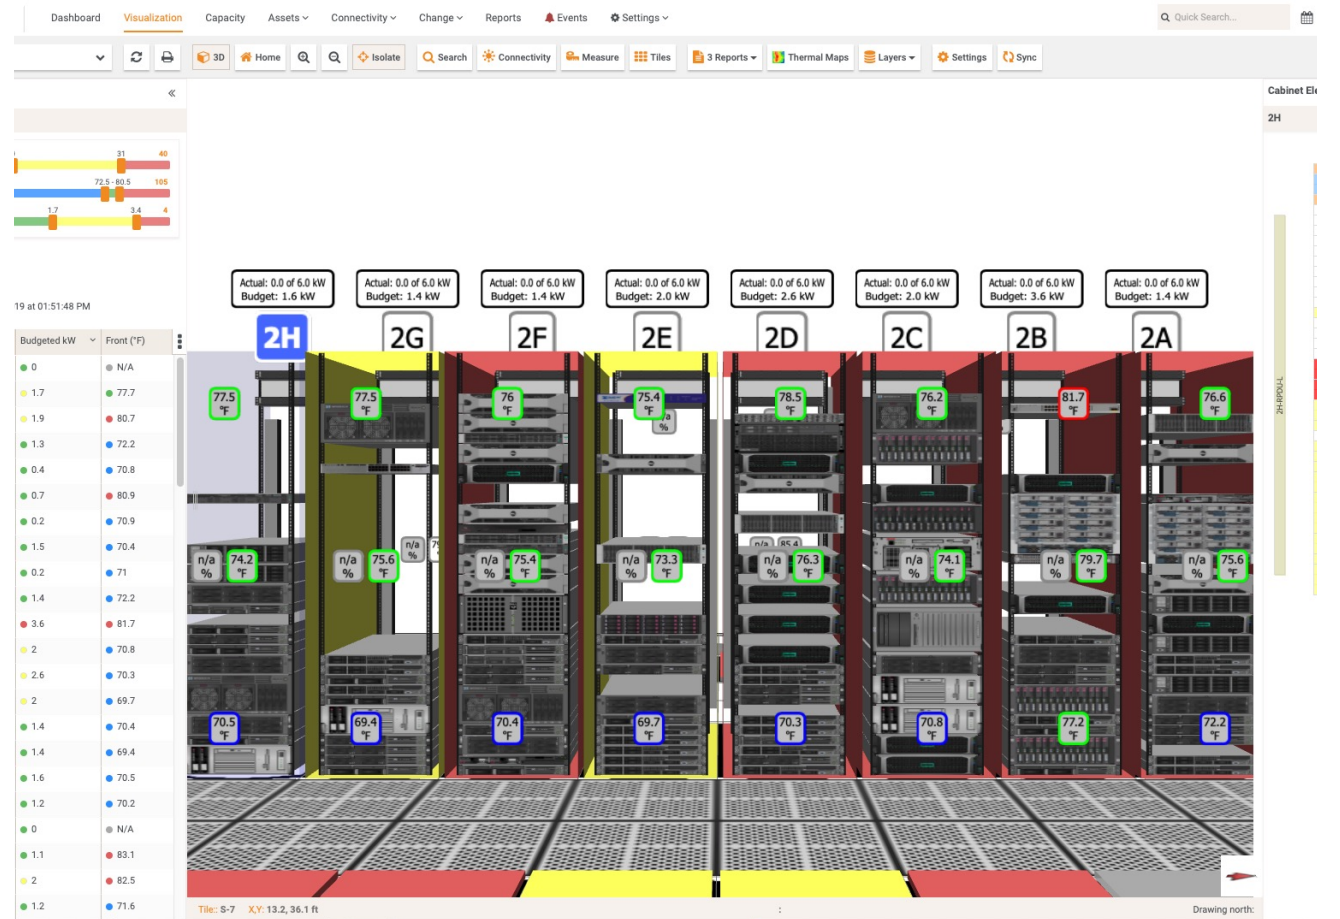 Dashboard Visualization Capacity Assets Connectivity Change Reports Events Settings Quick Search...
3D Home Isolate Search Connectivity Measure Tiles 3 Reports Thermal Maps Layers Settings Sync
«
Cabinet Ele
2H
31 40
72.5 - 80.5 105
1.7 3.4 4
19 at 01:51:48 PM
Budgeted kW Front (°F)
0 N/A
1.7 77.7
1.9 80.7
1.3 72.2
0.4 70.8
0.7 80.9
0.2 70.9
1.5 70.4
0.2 71
1.4 72.2
3.6 81.7
2 70.8
2.6 70.3
2 69.7
1.4 70.4
1.4 69.4
1.6 70.5
1.2 70.2
0 N/A
1.1 83.1
2 82.5
1.2 71.6
Actual: 0.0 of 6.0 kW
Budget: 1.6 kW
Actual: 0.0 of 6.0 kW
Budget: 1.4 kW
Actual: 0.0 of 6.0 kW
Budget: 1.4 kW
Actual: 0.0 of 6.0 kW
Budget: 2.0 kW
Actual: 0.0 of 6.0 kW
Budget: 2.6 kW
Actual: 0.0 of 6.0 kW
Budget: 2.0 kW
Actual: 0.0 of 6.0 kW
Budget: 3.6 kW
Actual: 0.0 of 6.0 kW
Budget: 1.4 kW
2H 2G 2F 2E 2D 2C 2B 2A
77.5 °F
77.5 °F
76 °F
75.4 °F
%
78.5 °F
76.2 °F
81.7 °F
76.6 °F
n/a %
74.2 °F
n/a %
75.6 °F
n/a %
n/a %
75.4 °F
n/a %
73.3 °F
n/a 85.4
n/a %
76.3 °F
n/a %
74.1 °F
n/a %
79.7 °F
n/a %
75.6 °F
70.5 °F
69.4 °F
70.4 °F
69.7 °F
70.3 °F
70.8 °F
77.2 °F
72.2 °F
2H-RPDU-L
Tile: S-7 X,Y: 13.2, 36.1 ft : Drawing north: